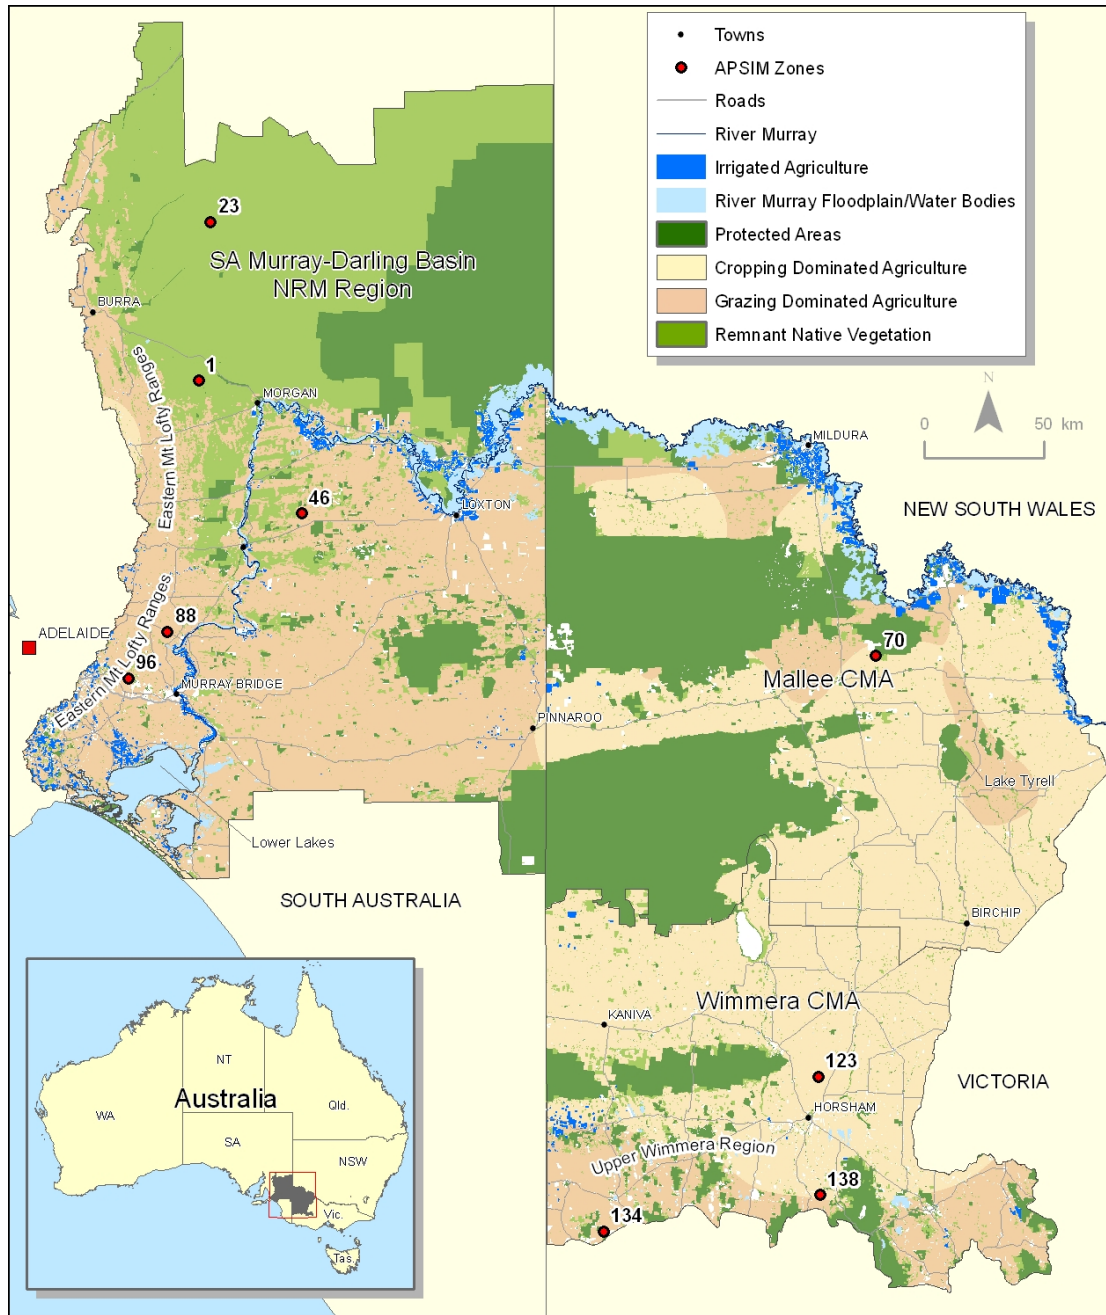 Towns
APSIM Zones
Roads
River Murray
Irrigated Agriculture
River Murray Floodplain/Water Bodies
Protected Areas
Cropping Dominated Agriculture
Grazing Dominated Agriculture
Remnant Native Vegetation
23
SA Murray-Darling Basin
NRM Region
BURRA
1
MORGAN
Eastern Mt Lofty Ranges
N
0 50 km
MILDURA
46
LOXTON
NEW SOUTH WALES
88
ADELAIDE
96
Eastern Mt Lofty Ranges
MURRAY BRIDGE
70
Mallee CMA
PINNAROO
Lake Tyrell
Lower Lakes
SOUTH AUSTRALIA
BIRCHIP
Wimmera CMA
KANIVA
123
VICTORIA
HORSHAM
Upper Wimmera Region
138
134
NT
Australia
WA
Qld.
SA
NSW
Vic.
Tas.